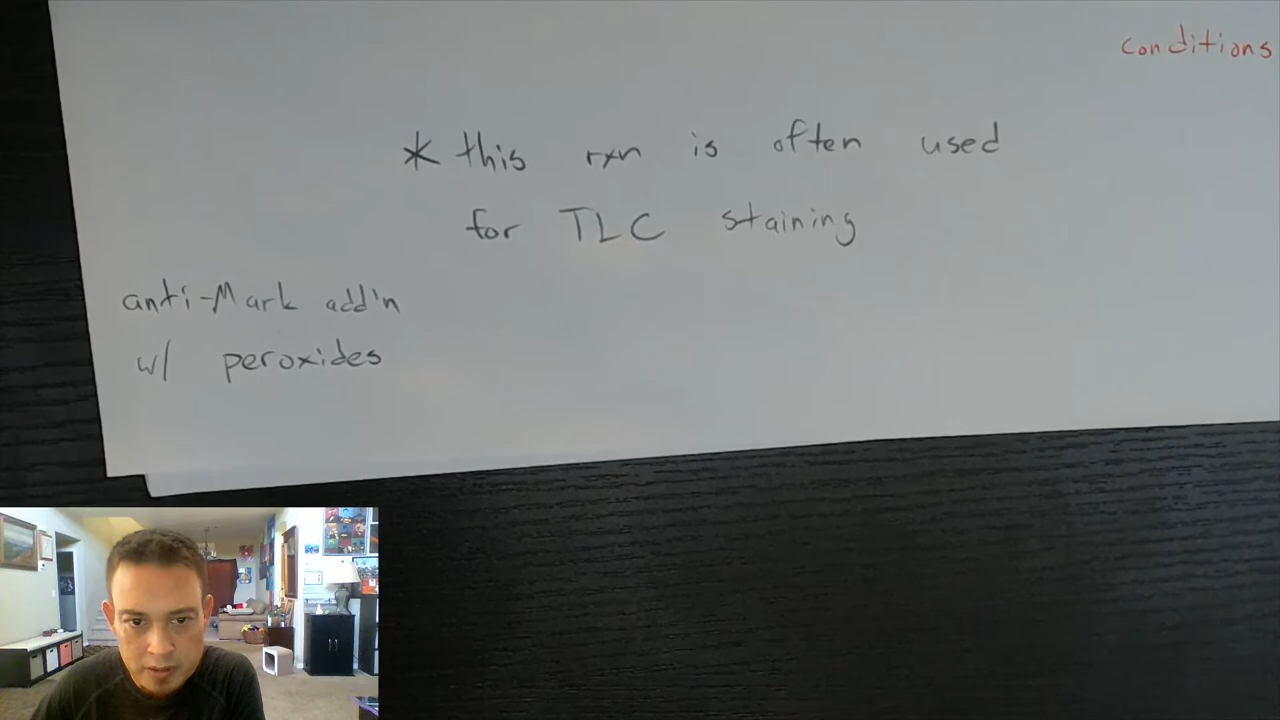 conditions
* this rxn is often used
for TLC staining
anti-Mark add'n
w/ peroxides